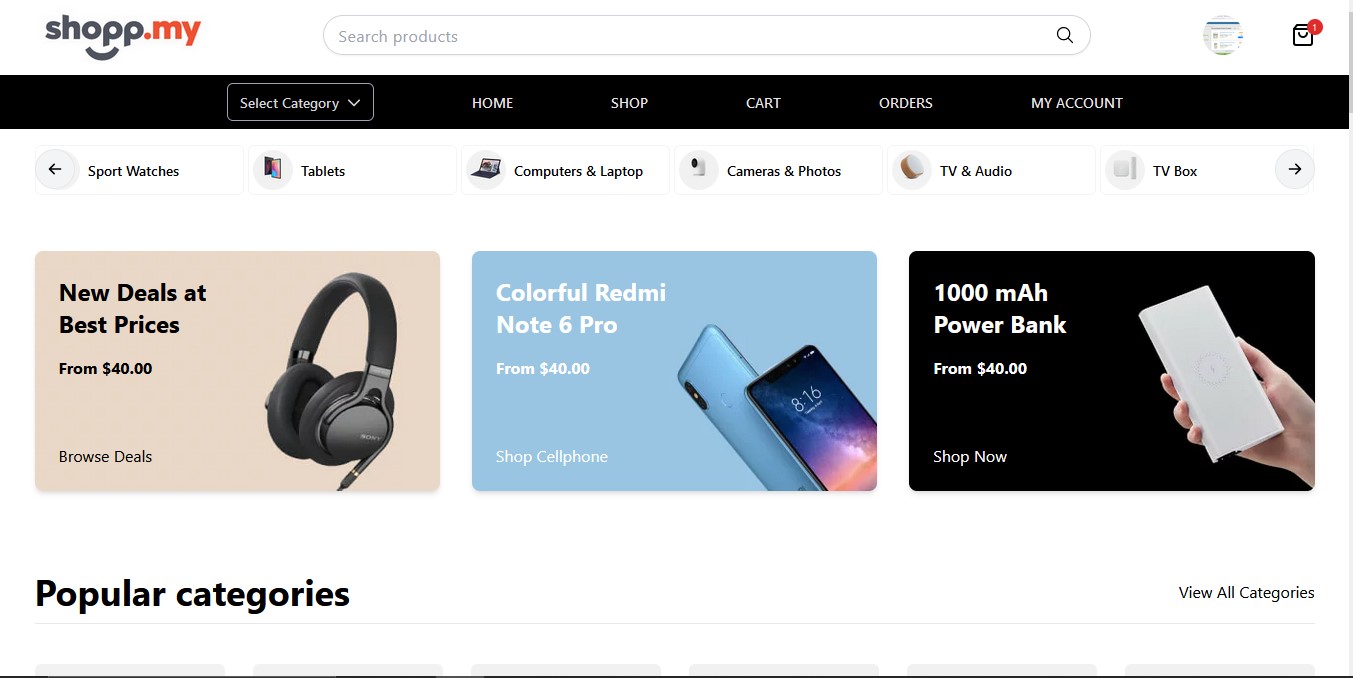 shopp.my
Search products
1
Select Category
HOME
SHOP
CART
ORDERS
MY ACCOUNT
Sport Watches
Tablets
Computers & Laptop
Cameras & Photos
TV & Audio
TV Box
New Deals at
Best Prices
From $40.00
Browse Deals
SONY
Colorful Redmi
Note 6 Pro
From $40.00
8:16
Shop Cellphone
1000 mAh
Power Bank
From $40.00
Shop Now
Popular categories
View All Categories